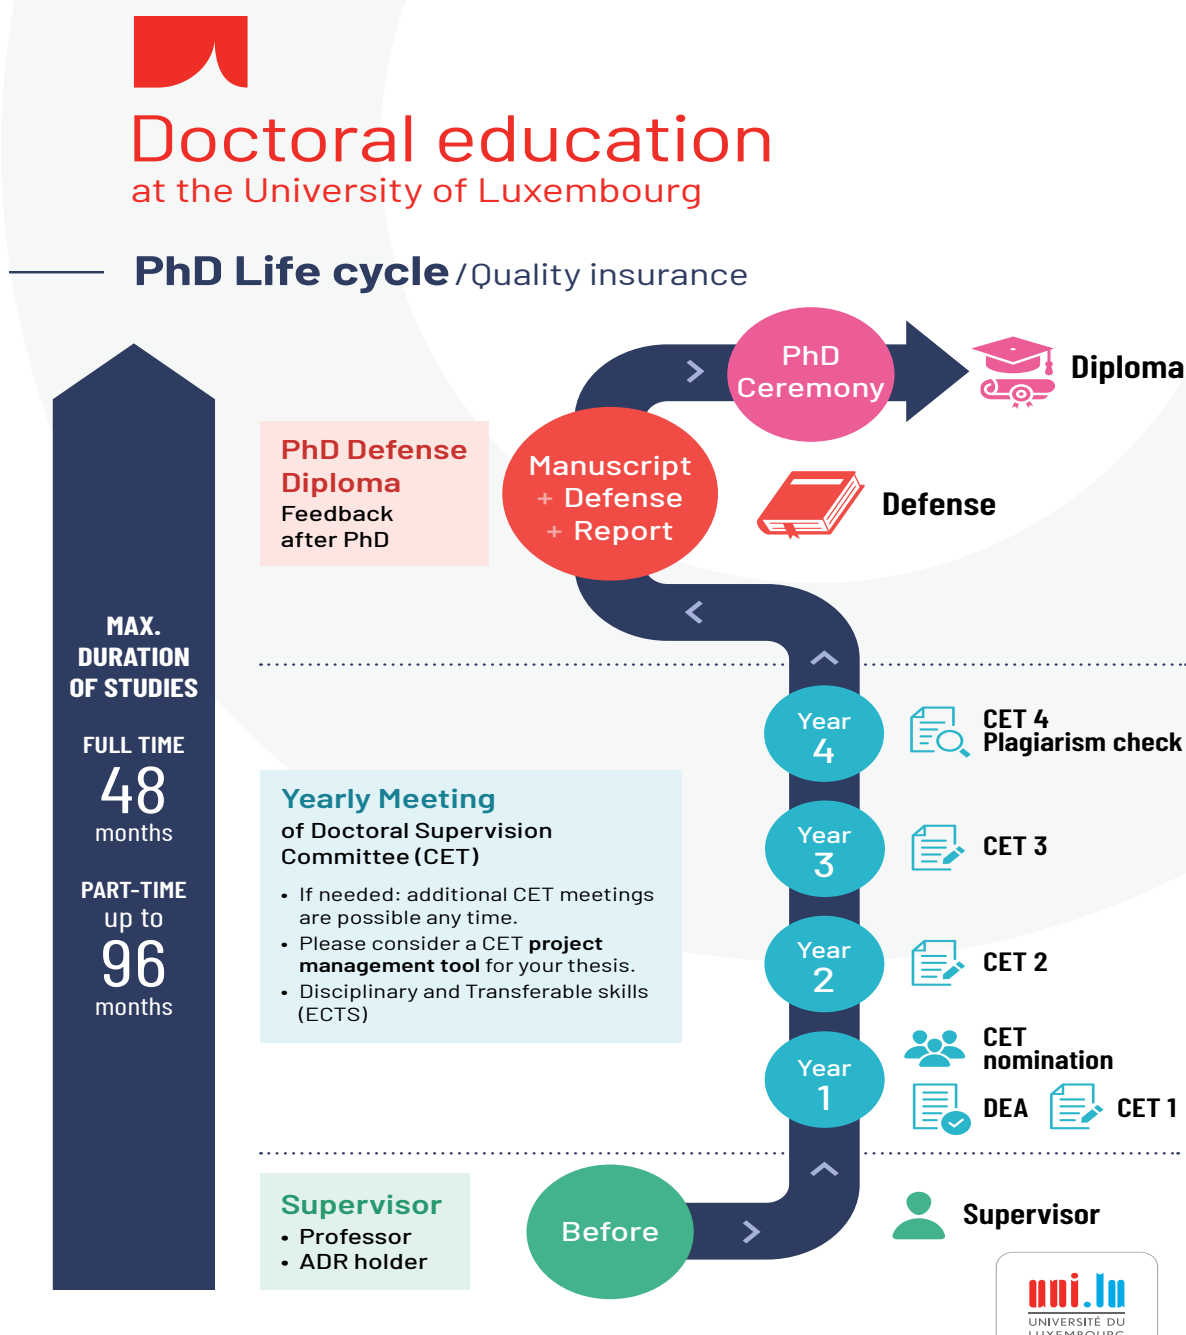 Doctoral education
at the University of Luxembourg
PhD Life cycle /Quality insurance
PhD
Ceremony
Diploma
PhD Defense
Diploma
Feedback
after PhD
Manuscript
+ Defense
+ Report
Defense
MAX.
DURATION
OF STUDIES
FULL TIME
48
months
PART-TIME
up to
96
months
Year
4
CET 4
Plagiarism check
Yearly Meeting
of Doctoral Supervision
Committee (CET)
• If needed: additional CET meetings
are possible any time.
• Please consider a CET project
management tool for your thesis.
• Disciplinary and Transferable skills
(ECTS)
Year
3
CET 3
Year
2
CET 2
Year
1
CET
nomination
DEA
CET 1
Supervisor
• Professor
• ADR holder
Before
Supervisor
uni.lu
UNIVERSITÉ DU
LUXEMBOURG